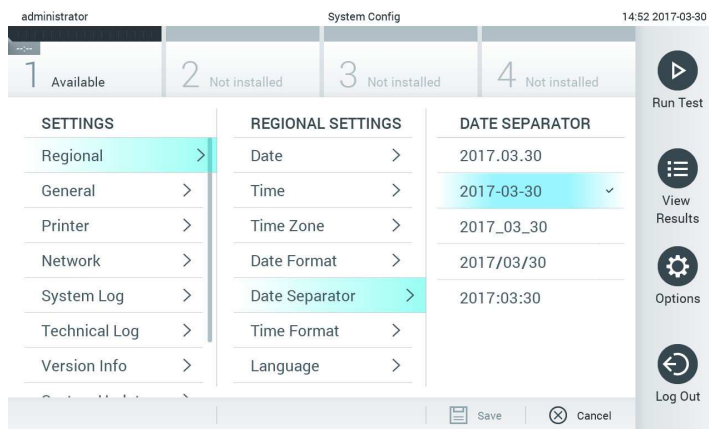 administrator System Config 14:52 2017-03-30
--:--
1 Available 2 Not installed 3 Not installed 4 Not installed
Run Test
SETTINGS REGIONAL SETTINGS DATE SEPARATOR
Regional Date 2017.03.30
General Time 2017-03-30
View
Results
Printer Time Zone 2017_03_30
Network Date Format 2017/03/30
System Log Date Separator 2017:03:30
Options
Technical Log Time Format
Version Info Language
Log Out
Save Cancel